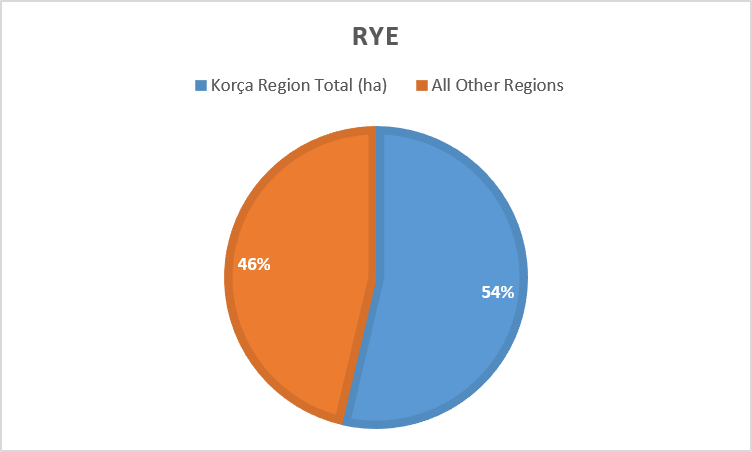 RYE
Korça Region Total (ha) All Other Regions
46%
54%